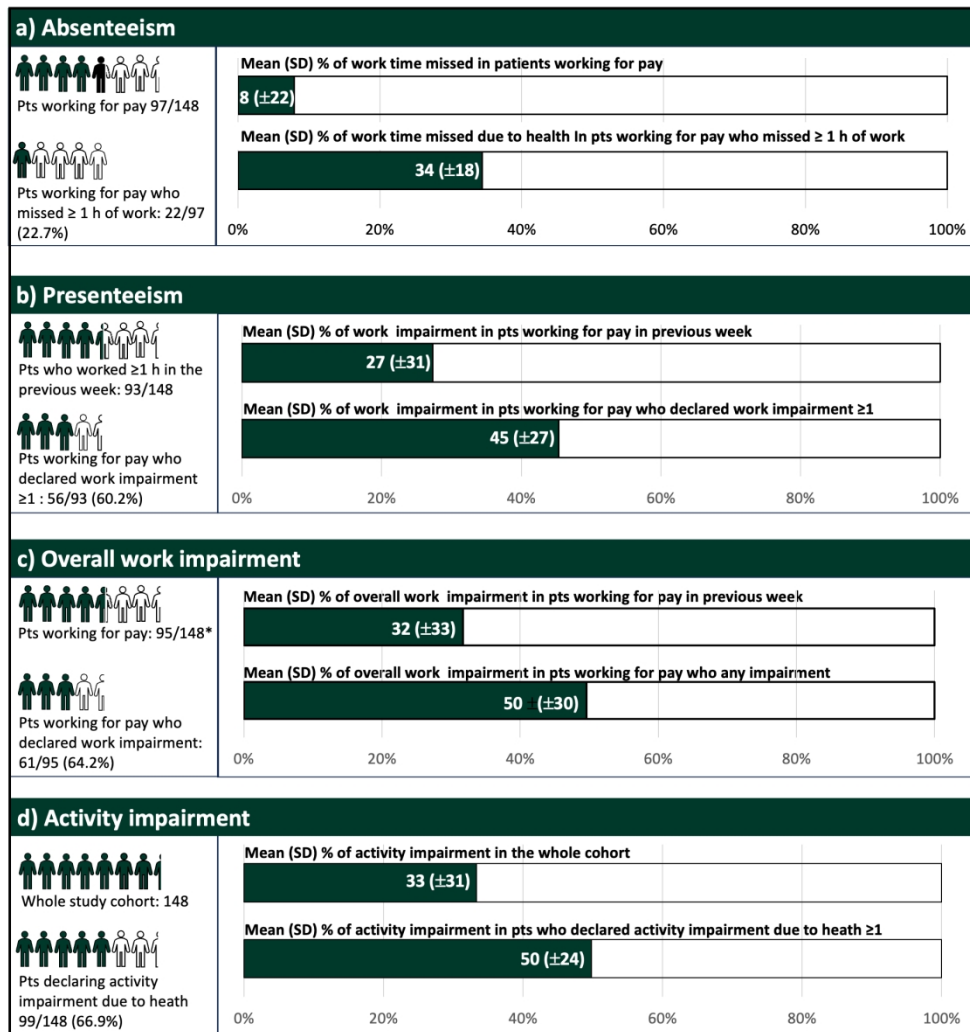 a) Absenteeism
Pts working for pay 97/148
Pts working for pay who
missed ≥ 1 h of work: 22/97
(22.7%)
Mean (SD) % of work time missed in patients working for pay
8 (±22)
Mean (SD) % of work time missed due to health In pts working for pay who missed ≥ 1 h of work
34 (±18)
0% 20% 40% 60% 80% 100%
b) Presenteeism
Pts who worked ≥1 h in the
previous week: 93/148
Pts working for pay who
declared work impairment
≥1 : 56/93 (60.2%)
Mean (SD) % of work impairment in pts working for pay in previous week
27 (±31)
Mean (SD) % of work impairment in pts working for pay who declared work impairment ≥1
45 (±27)
0% 20% 40% 60% 80% 100%
c) Overall work impairment
Pts working for pay: 95/148*
Pts working for pay who
declared work impairment:
61/95 (64.2%)
Mean (SD) % of overall work impairment in pts working for pay in previous week
32 (±33)
Mean (SD) % of overall work impairment in pts working for pay who any impairment
50 ±(±30)
0% 20% 40% 60% 80% 100%
d) Activity impairment
Whole study cohort: 148
Pts declaring activity
impairment due to heath
99/148 (66.9%)
Mean (SD) % of activity impairment in the whole cohort
33 (±31)
Mean (SD) % of activity impairment in pts who declared activity impairment due to heath ≥1
50 (±24)
0% 20% 40% 60% 80% 100%